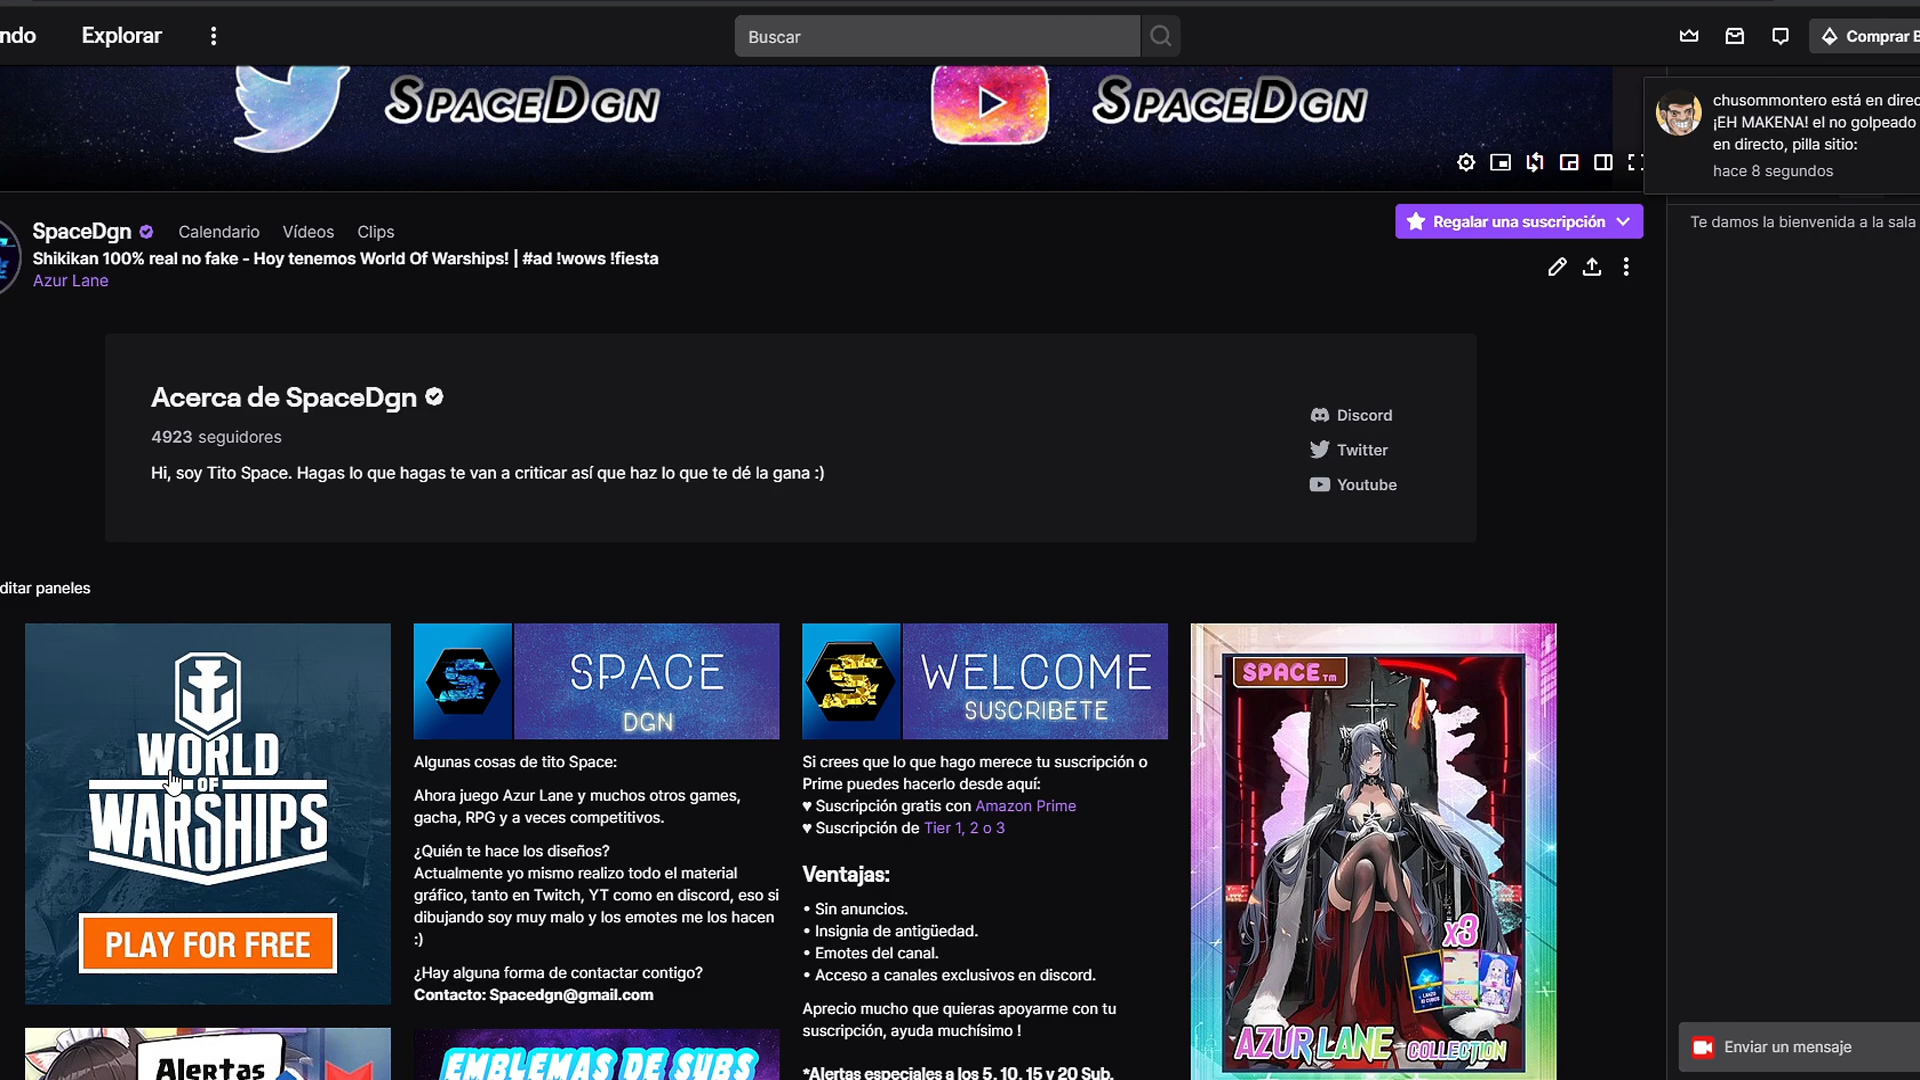 ndo
Explorar
Buscar
Comprar B
SPACEDGN
SPACEDGN
chusommontero está en direc
¡EH MAKENA! el no golpeado
en directo, pilla sitio:
hace 8 segundos
SpaceDgn
Calendario
Vídeos
Clips
Regalar una suscripción
Te damos la bienvenida a la sala
Shikikan 100% real no fake - Hoy tenemos World Of Warships! | #ad !wows !fiesta
Azur Lane
Acerca de SpaceDgn
4923 seguidores
Hi, soy Tito Space. Hagas lo que hagas te van a criticar así que haz lo que te dé la gana :)
Discord
Twitter
Youtube
ditar paneles
WORLD
OF
WARSHIPS
PLAY FOR FREE
Alertas
SPACE
DGN
Algunas cosas de tito Space:
Ahora juego Azur Lane y muchos otros games,
gacha, RPG y a veces competitivos.
¿Quién te hace los diseños?
Actualmente yo mismo realizo todo el material
gráfico, tanto en Twitch, YT como en discord, eso si
dibujando soy muy malo y los emotes me los hacen
:)
¿Hay alguna forma de contactar contigo?
Contacto: Spacedgn@gmail.com
EMBLEMAS DE SUBS
WELCOME
SUSCRIBETE
Si crees que lo que hago merece tu suscripción o
Prime puedes hacerlo desde aquí:
♥ Suscripción gratis con Amazon Prime
♥ Suscripción de Tier 1, 2 o 3
Ventajas:
• Sin anuncios.
• Insignia de antigüedad.
• Emotes del canal.
• Acceso a canales exclusivos en discord.
Aprecio mucho que quieras apoyarme con tu
suscripción, ayuda muchísimo !
*Alertas especiales a los 5, 10, 15 y 20 Sub.
SPACE TM
x3
AZUR LANE - COLLECTION
Enviar un mensaje